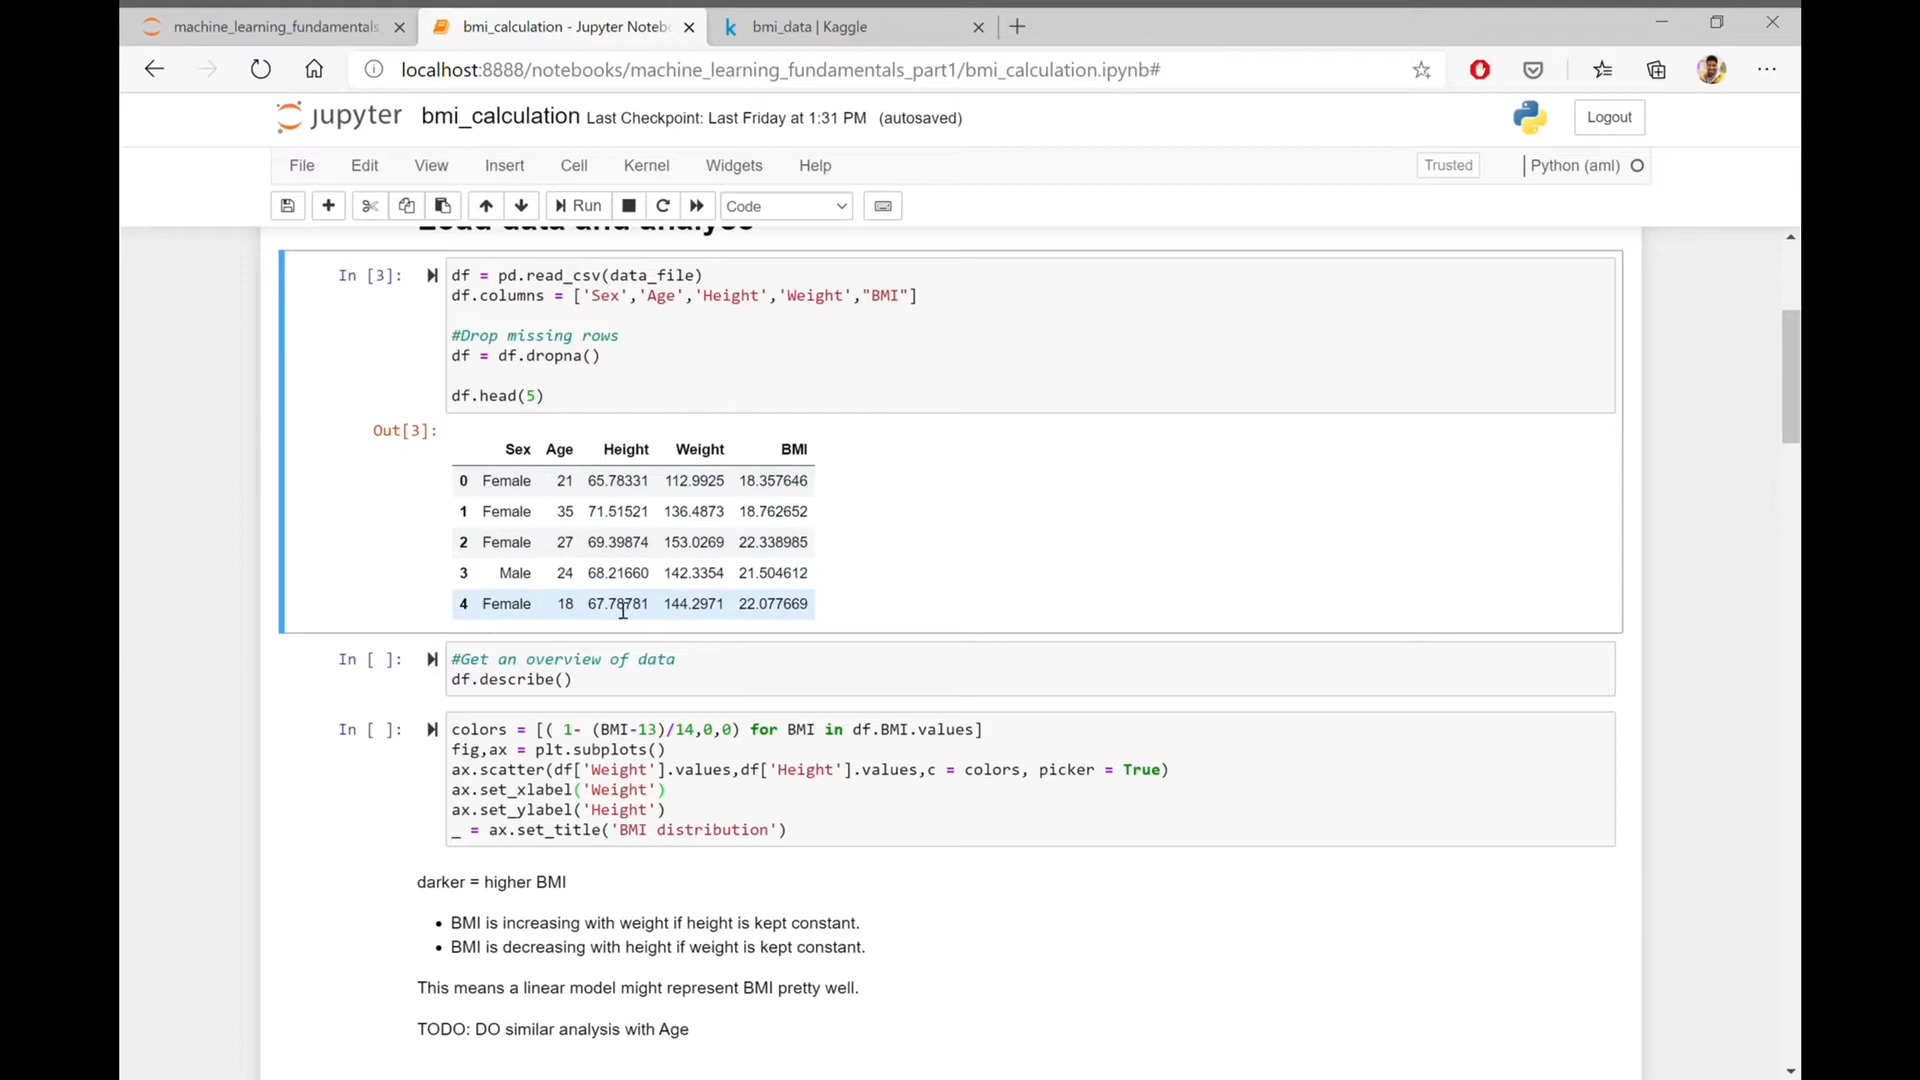 machine_learning_fundamentals
bmi_calculation - Jupyter Noteb
k bmi_data | Kaggle
localhost:8888/notebooks/machine_learning_fundamentals_part1/bmi_calculation.ipynb#
jupyter bmi_calculation Last Checkpoint: Last Friday at 1:31 PM (autosaved)
Logout
File Edit View Insert Cell Kernel Widgets Help
Trusted
Python (aml)
Run
Code
Load data and analyse
In [3]:
df = pd.read_csv(data_file)
df.columns = ['Sex','Age','Height','Weight',"BMI"]
#Drop missing rows
df = df.dropna()
df.head(5)
Out[3]:
Sex Age Height Weight BMI
0 Female 21 65.78331 112.9925 18.357646
1 Female 35 71.51521 136.4873 18.762652
2 Female 27 69.39874 153.0269 22.338985
3 Male 24 68.21660 142.3354 21.504612
4 Female 18 67.78781 144.2971 22.077669
In [ ]:
#Get an overview of data
df.describe()
In [ ]:
colors = [( 1- (BMI-13)/14,0,0) for BMI in df.BMI.values]
fig,ax = plt.subplots()
ax.scatter(df['Weight'].values,df['Height'].values,c = colors, picker = True)
ax.set_xlabel('Weight')
ax.set_ylabel('Height')
_ = ax.set_title('BMI distribution')
darker = higher BMI
• BMI is increasing with weight if height is kept constant.
• BMI is decreasing with height if weight is kept constant.
This means a linear model might represent BMI pretty well.
TODO: DO similar analysis with Age